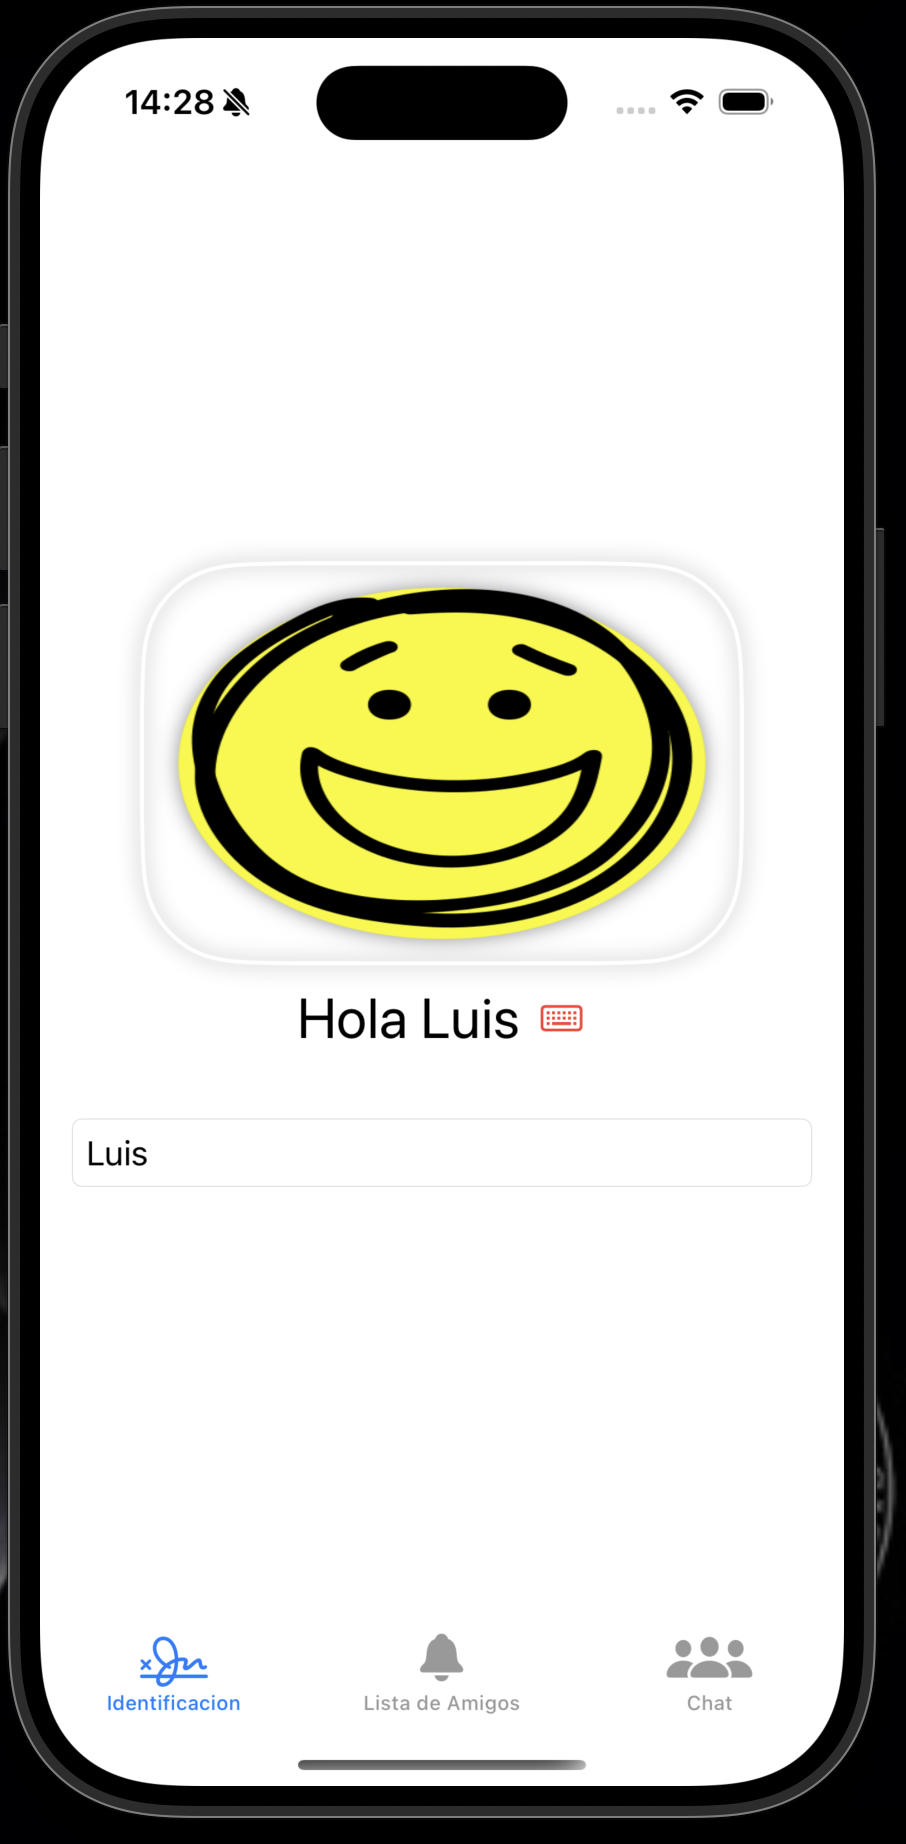 14:28
Hola Luis
Luis
Identificacion
Lista de Amigos
Chat